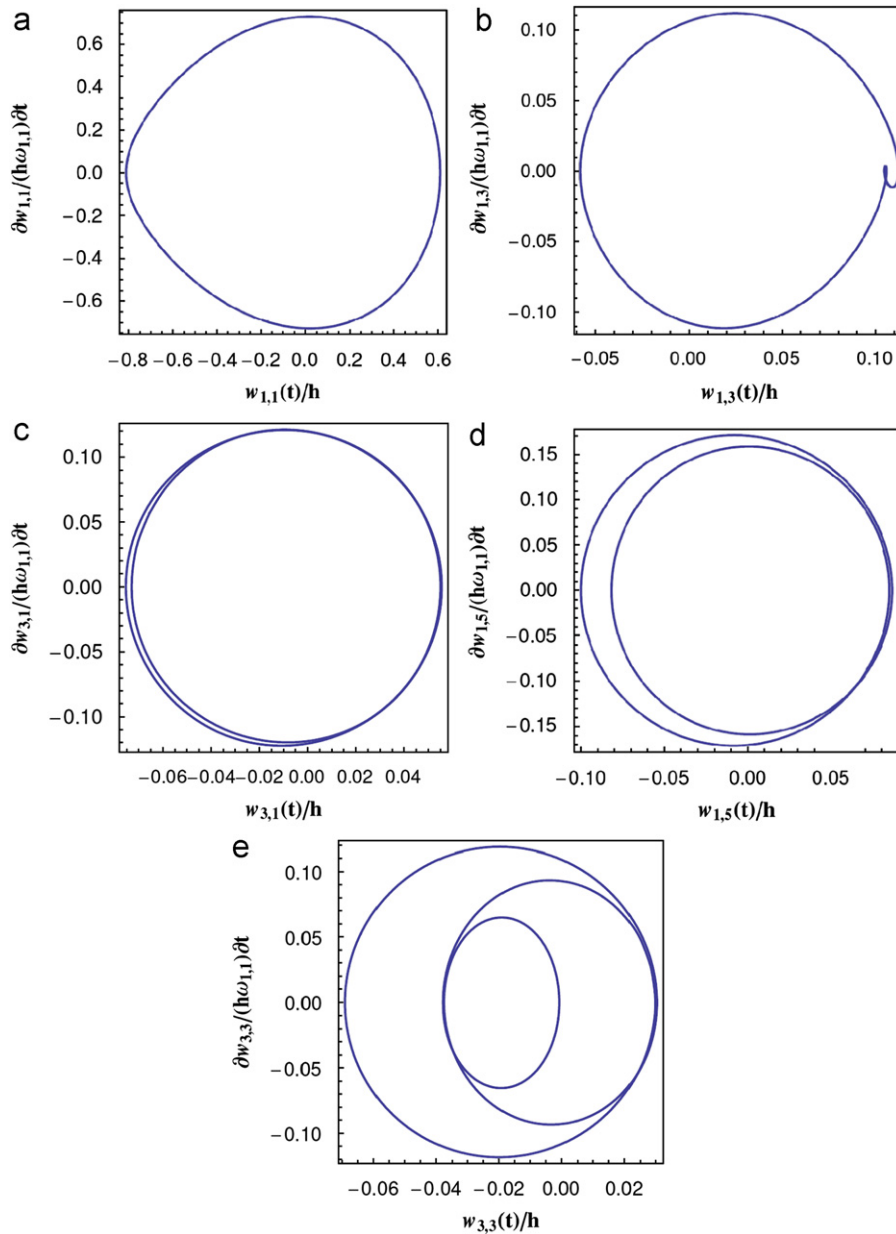 a
0.6
0.4
0.2
0.0
−0.2
−0.4
−0.6
∂w1,1/(hω1,1)∂t
−0.8 −0.6 −0.4 −0.2 0.0 0.2 0.4 0.6
w1,1(t)/h
b
0.10
0.05
0.00
−0.05
−0.10
∂w1,3/(hω1,1)∂t
−0.05 0.00 0.05 0.10
w1,3(t)/h
c
0.10
0.05
0.00
−0.05
−0.10
∂w3,1/(hω1,1)∂t
−0.06 −0.04 −0.02 0.00 0.02 0.04
w3,1(t)/h
d
0.15
0.10
0.05
0.00
−0.05
−0.10
−0.15
∂w1,5/(hω1,1)∂t
−0.10 −0.05 0.00 0.05
w1,5(t)/h
e
0.10
0.05
0.00
−0.05
−0.10
∂w3,3/(hω1,1)∂t
−0.06 −0.04 −0.02 0.00 0.02
w3,3(t)/h